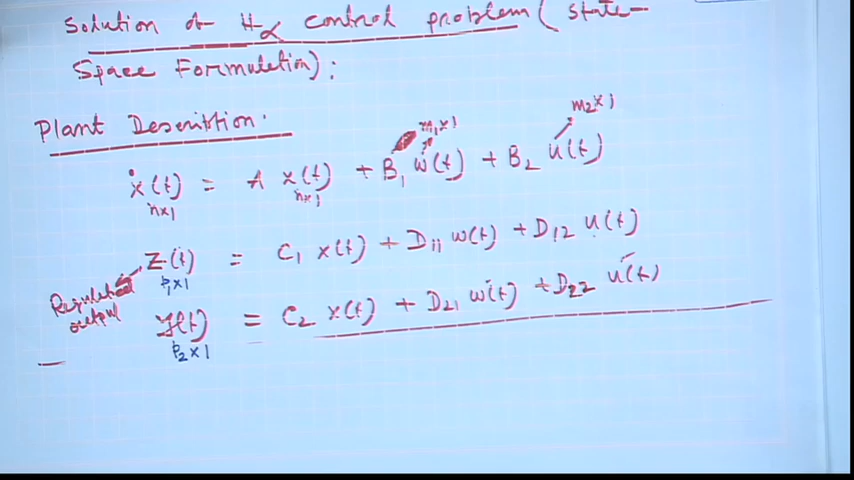 Solution of H∝ control problem (state-
Space Formulation):
Plant Description.
m₁×1
m₂×1
ẋ(t) = A x(t) + B₁ w(t) + B₂ u(t)
n×1
n×1
Z(t) = C₁ x(t) + D₁₁ w(t) + D₁₂ u(t)
p₁×1
Regulated
output
y(t) = C₂ x(t) + D₂₁ w(t) + D₂₂ u(t)
p₂×1